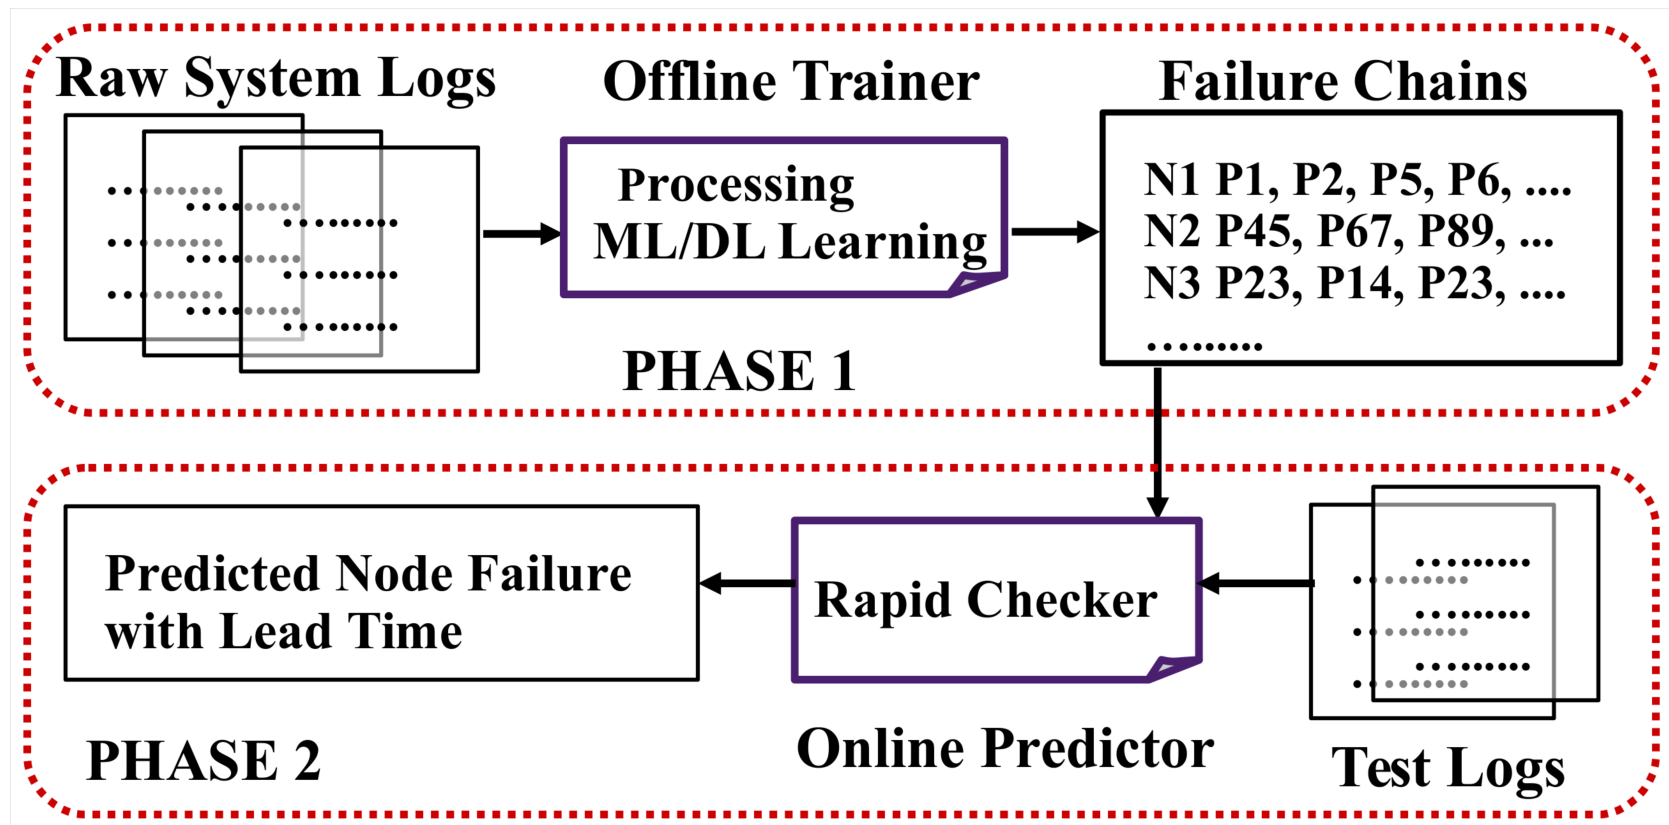 Raw System Logs
Offline Trainer
Processing
ML/DL Learning
Failure Chains
N1 P1, P2, P5, P6, ....
N2 P45, P67, P89, ...
N3 P23, P14, P23, ....
.........
PHASE 1
Predicted Node Failure
with Lead Time
Rapid Checker
Online Predictor
Test Logs
PHASE 2